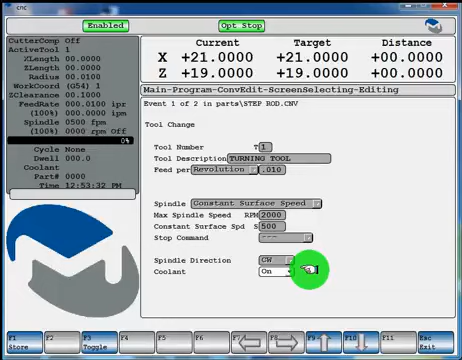 cnc
Enabled
Opt Stop
CutterComp Off
ActiveTool 1
XLength 00.0000
ZLength 00.0000
Radius 00.0100
WorkCoord (G54) 1
ZClearance 00.1000
FeedRate 000.0100 ipr
(100%) 000.0000 ipm
Spindle 0500 fpm
(100%) 0000 rpm Off
0%
Cycle None
Dwell 000.0
Coolant
Part# 0000
Time 12:53:32 PM
Current Target Distance
X +21.0000 +21.0000 +00.0000
Z +19.0000 +19.0000 +00.0000
Main-Program-ConvEdit-ScreenSelecting-Editing
Event 1 of 2 in parts\STEP ROD.CNV
Tool Change
Tool Number T 1
Tool Description TURNING TOOL
Feed per Revolution .010
Spindle Constant Surface Speed
Max Spindle Speed RPM 2000
Constant Surface Spd S 500
Stop Command ---
Spindle Direction CW
Coolant On
F1 Store
F2
F3 Toggle
F4
F5
F6
F7
F8
F9
F10
F11
Esc Exit